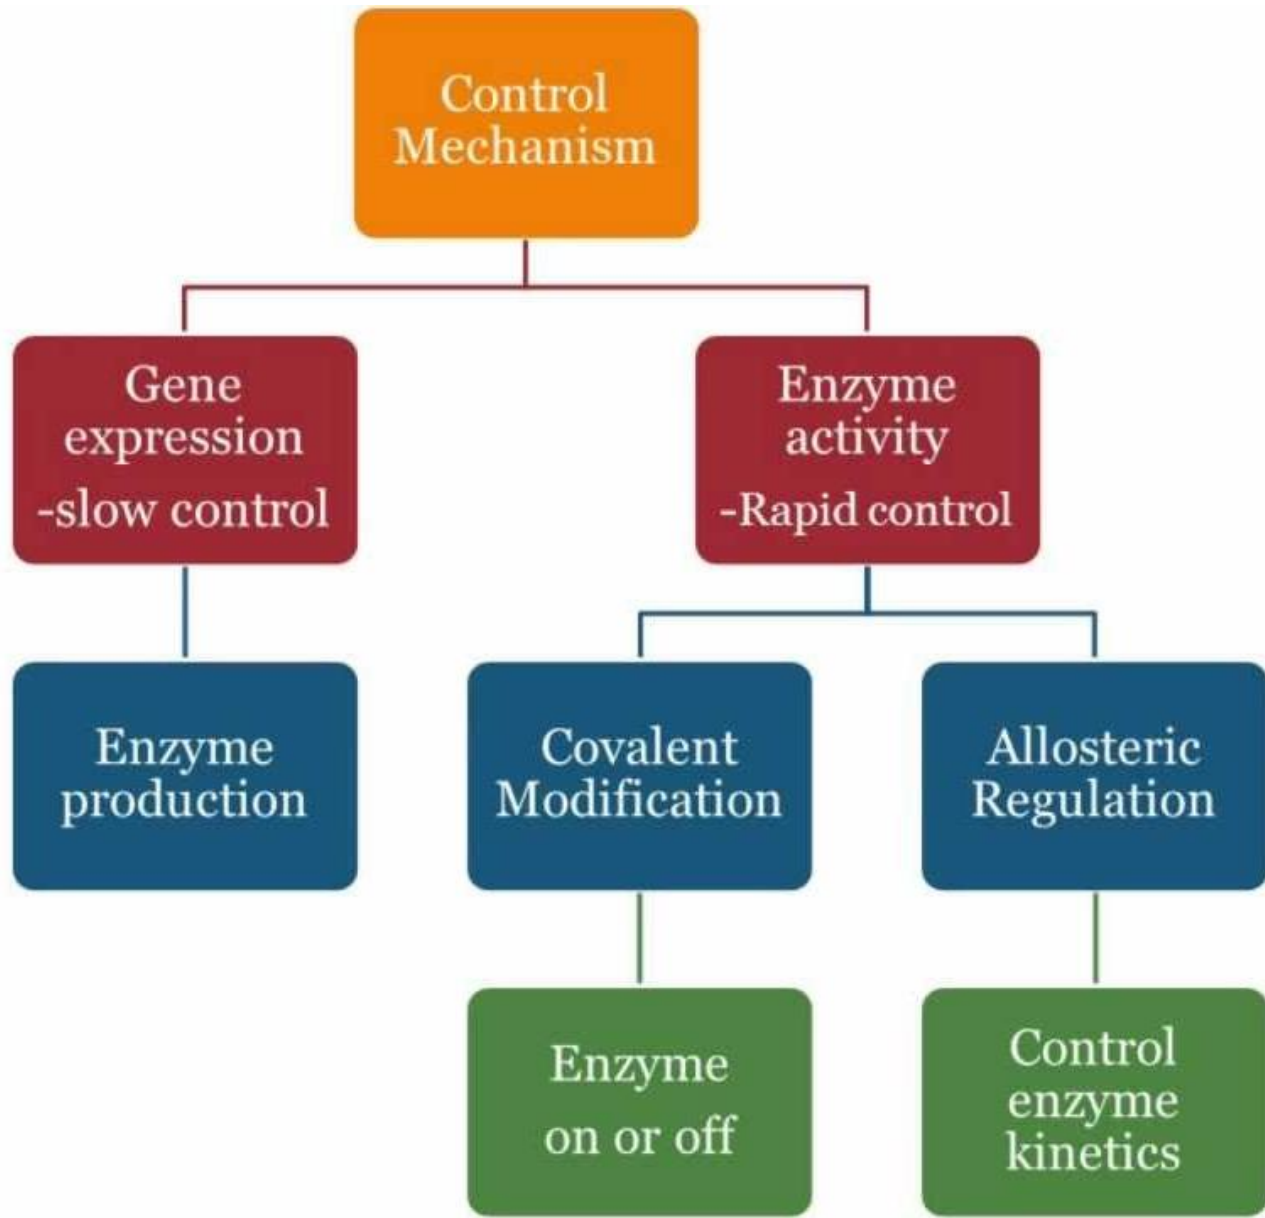 Control
Mechanism
Gene
expression
-slow control
Enzyme
activity
-Rapid control
Enzyme
production
Covalent
Modification
Allosteric
Regulation
Enzyme
on or off
Control
enzyme
kinetics